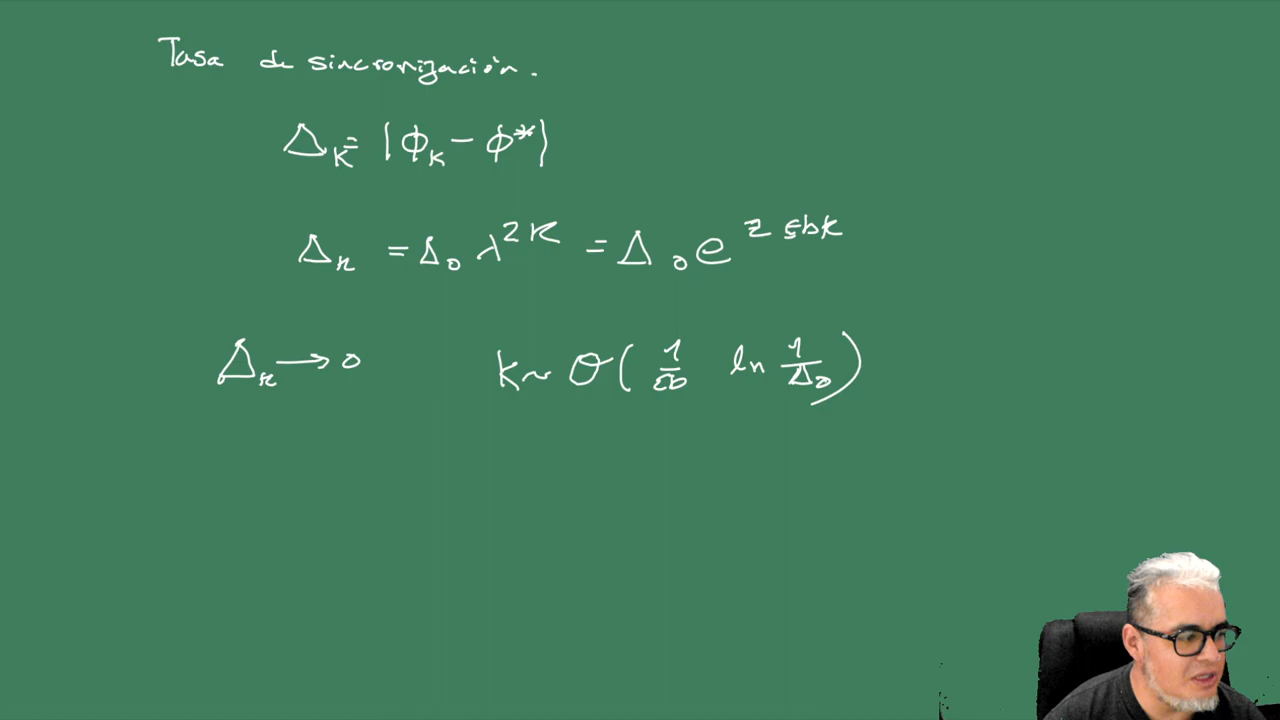 Tasa de sincronización.
Δ_K = |ϕ_K − ϕ*|
Δ_k = Δ_0 λ^{2K} = Δ_0 e^{2εbk}
Δ_k → 0    K ~ O( 1/εb ln 1/Δ_0 )